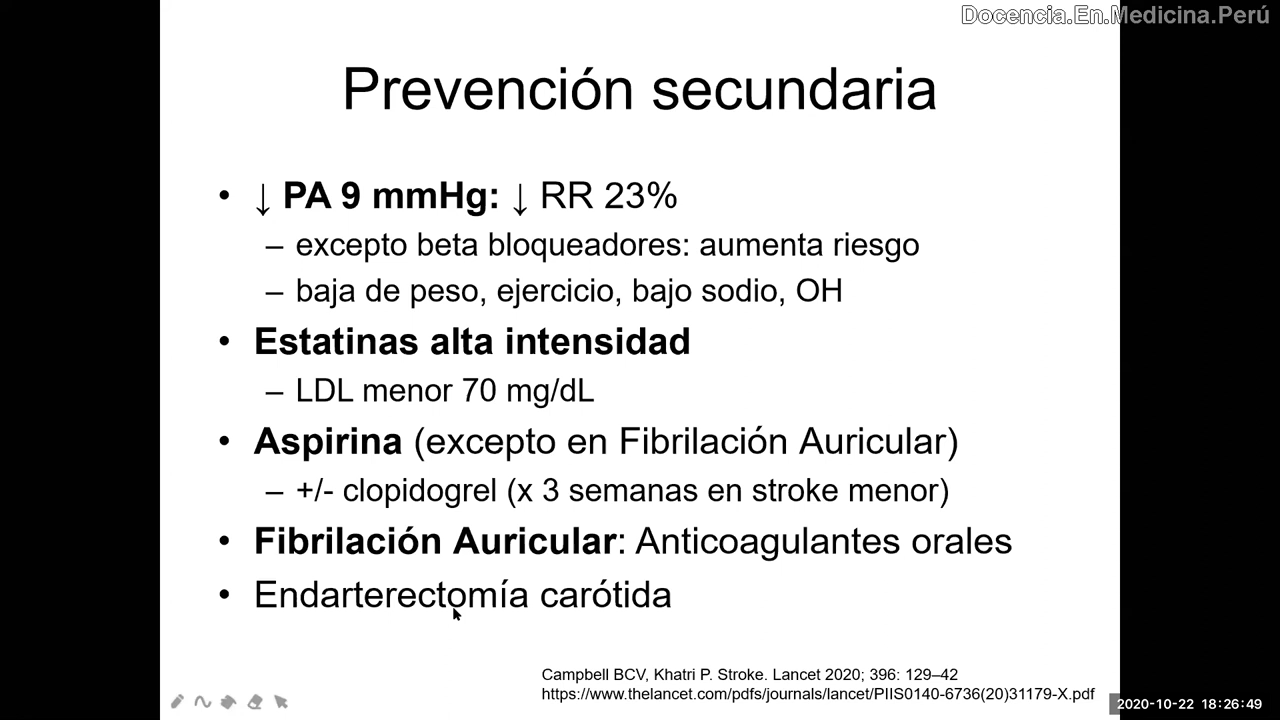 Docencia.En.Medicina.Perú
Prevención secundaria
• ↓ PA 9 mmHg: ↓ RR 23%
– excepto beta bloqueadores: aumenta riesgo
– baja de peso, ejercicio, bajo sodio, OH
• Estatinas alta intensidad
– LDL menor 70 mg/dL
• Aspirina (excepto en Fibrilación Auricular)
– +/- clopidogrel (x 3 semanas en stroke menor)
• Fibrilación Auricular: Anticoagulantes orales
• Endarterectomía carótida
Campbell BCV, Khatri P. Stroke. Lancet 2020; 396: 129–42
https://www.thelancet.com/pdfs/journals/lancet/PIIS0140-6736(20)31179-X.pdf
2020-10-22 18:26:49